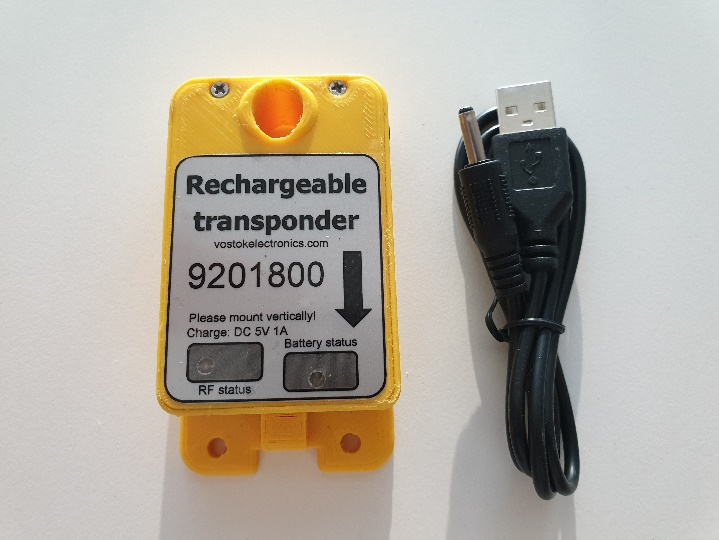 Rechargeable
transponder
vostokelectronics.com
9201800
Please mount vertically!
Charge: DC 5V 1A
Battery status
RF status